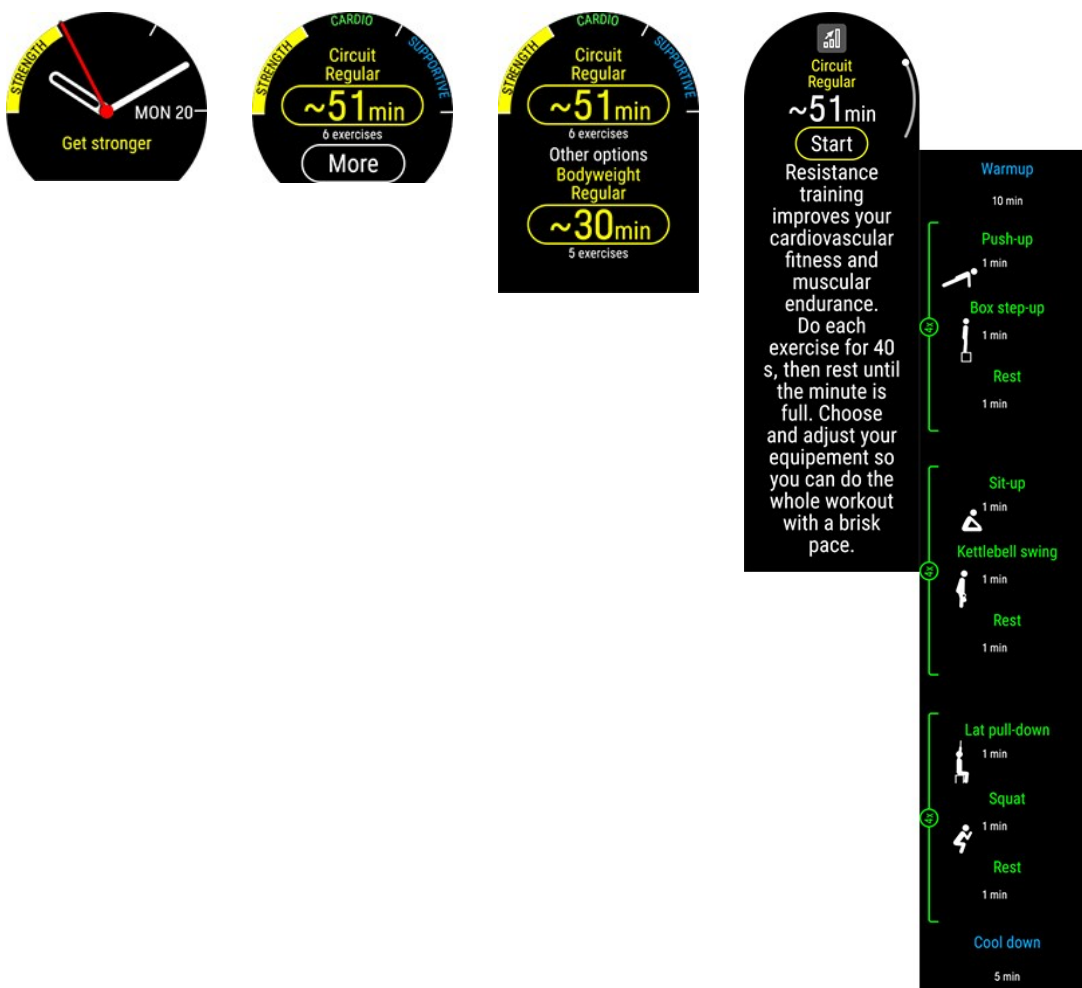 STRENGTH
MON 20
Get stronger
STRENGTH
CARDIO
SUPPORTIVE
Circuit
Regular
~51min
6 exercises
More
STRENGTH
CARDIO
SUPPORTIVE
Circuit
Regular
~51min
6 exercises
Other options
Bodyweight
Regular
~30min
5 exercises
Circuit
Regular
~51min
Start
Resistance
training
improves your
cardiovascular
fitness and
muscular
endurance.
Do each
exercise for 40
s, then rest until
the minute is
full. Choose
and adjust your
equipement so
you can do the
whole workout
with a brisk
pace.
Warmup
10 min
Push-up
1 min
4x
Box step-up
1 min
Rest
1 min
Sit-up
1 min
4x
Kettlebell swing
1 min
Rest
1 min
Lat pull-down
1 min
4x
Squat
1 min
Rest
1 min
Cool down
5 min